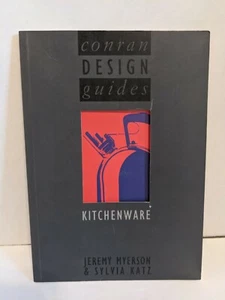 conran
DESIGN
guides
KITCHENWARE
JEREMY MYERSON
& SYLVIA KATZ